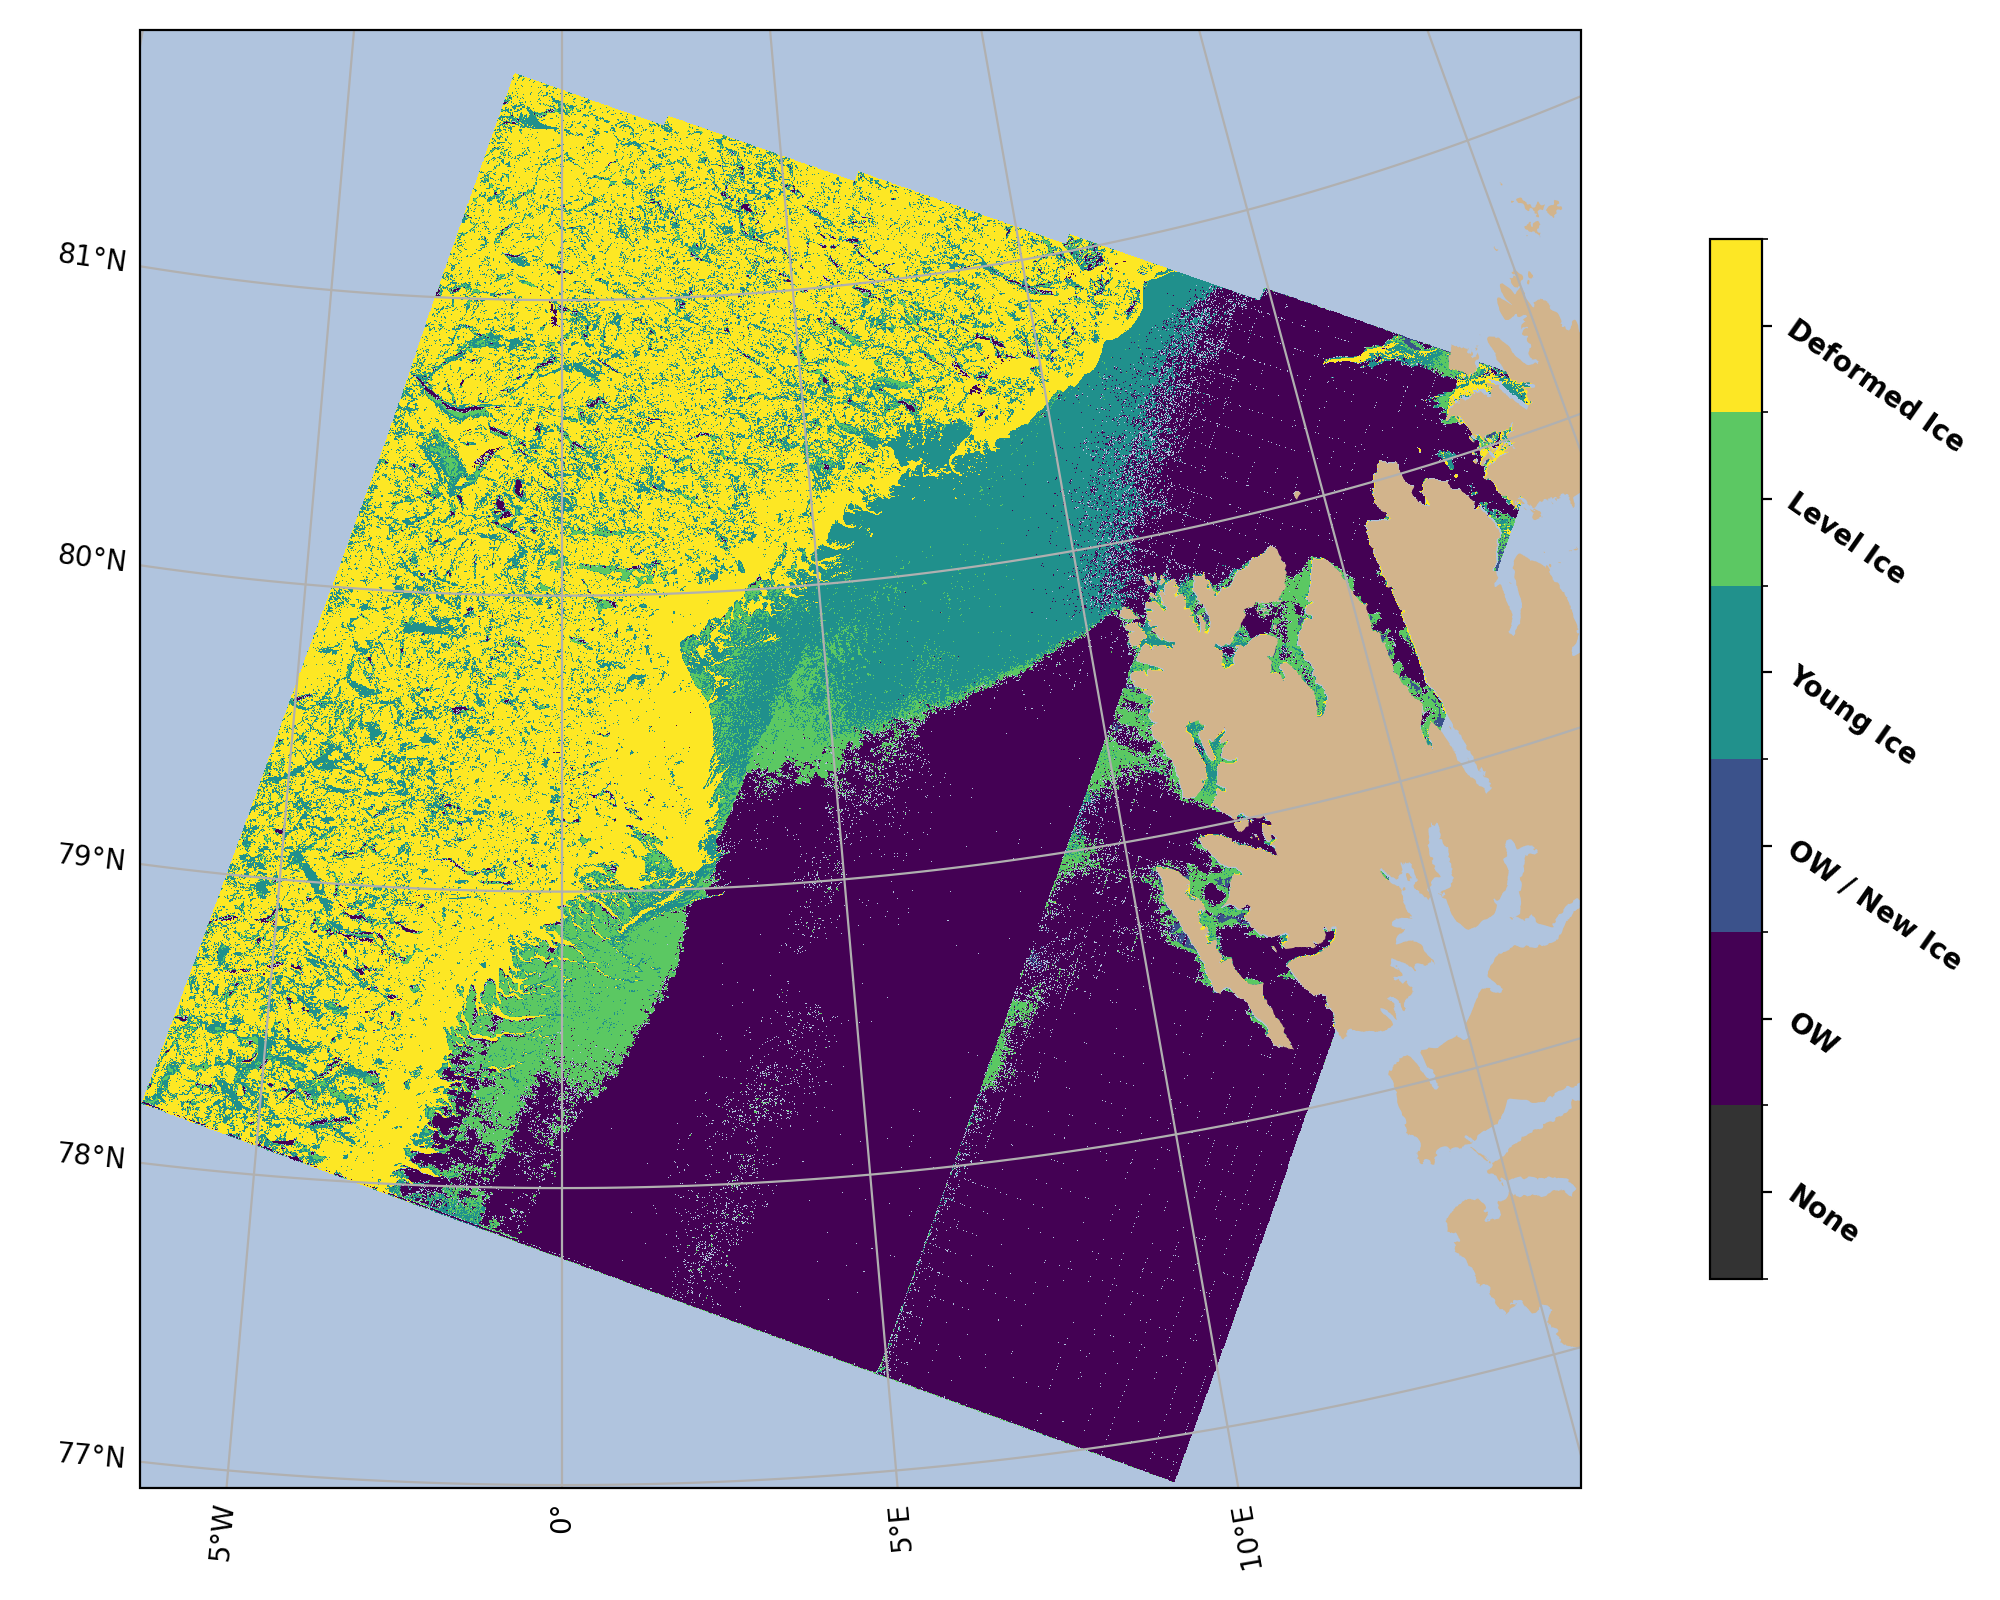 81°N
80°N
79°N
78°N
77°N
5°W
0°
5°E
10°E
Deformed Ice
Level Ice
Young Ice
OW / New Ice
OW
None